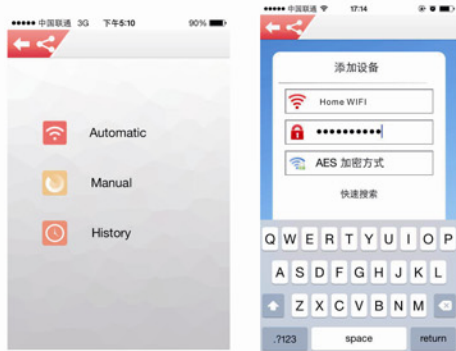 中国联通 3G 下午5:10 90%
Automatic
Manual
History
中国联通 17:14
添加设备
Home WIFI
••••••••••
AES 加密方式
快速搜索
Q W E R T Y U I O P
A S D F G H J K L
Z X C V B N M
.?123 space return